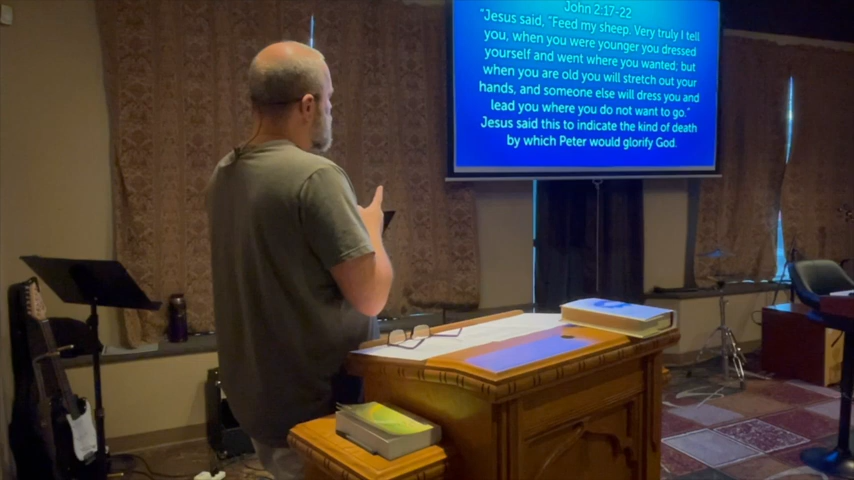 John 2:17-22
"Jesus said, "Feed my sheep. Very truly I tell
you, when you were younger you dressed
yourself and went where you wanted; but
when you are old you will stretch out your
hands, and someone else will dress you and
lead you where you do not want to go."
Jesus said this to indicate the kind of death
by which Peter would glorify God.